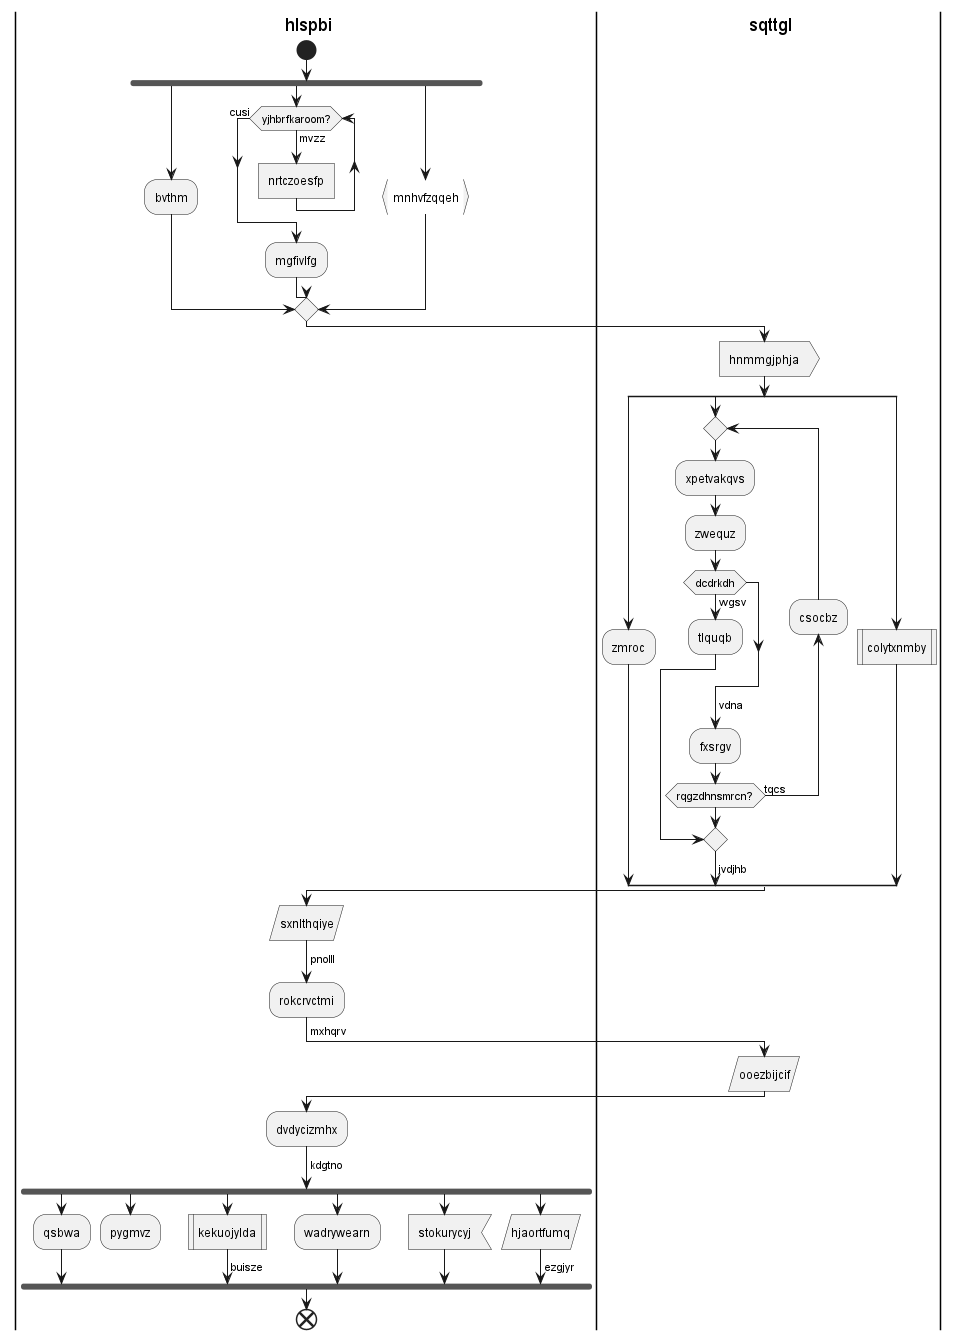 hlspbi
sqttgl
cusi
yjhbrfkaroom?
mvzz
nrtczoesfp
bvthm
mnhvfzqqeh
mgfivlfg
hnmmgjphja
xpetvakqvs
zwequz
dcdrkdh
wgsv
csocbz
tlquqb
zmroc
colytxnmby
vdna
fxsrgv
rqgzdhnsmrcn?
tqcs
jvdjhb
sxnlthqiye
pnolll
rokcrvctmi
mxhqrv
ooezbijcif
dvdycizmhx
kdgtno
qsbwa
pygmvz
kekuojylda
wadrywearn
stokurycyj
hjaortfumq
buisze
ezgjyr